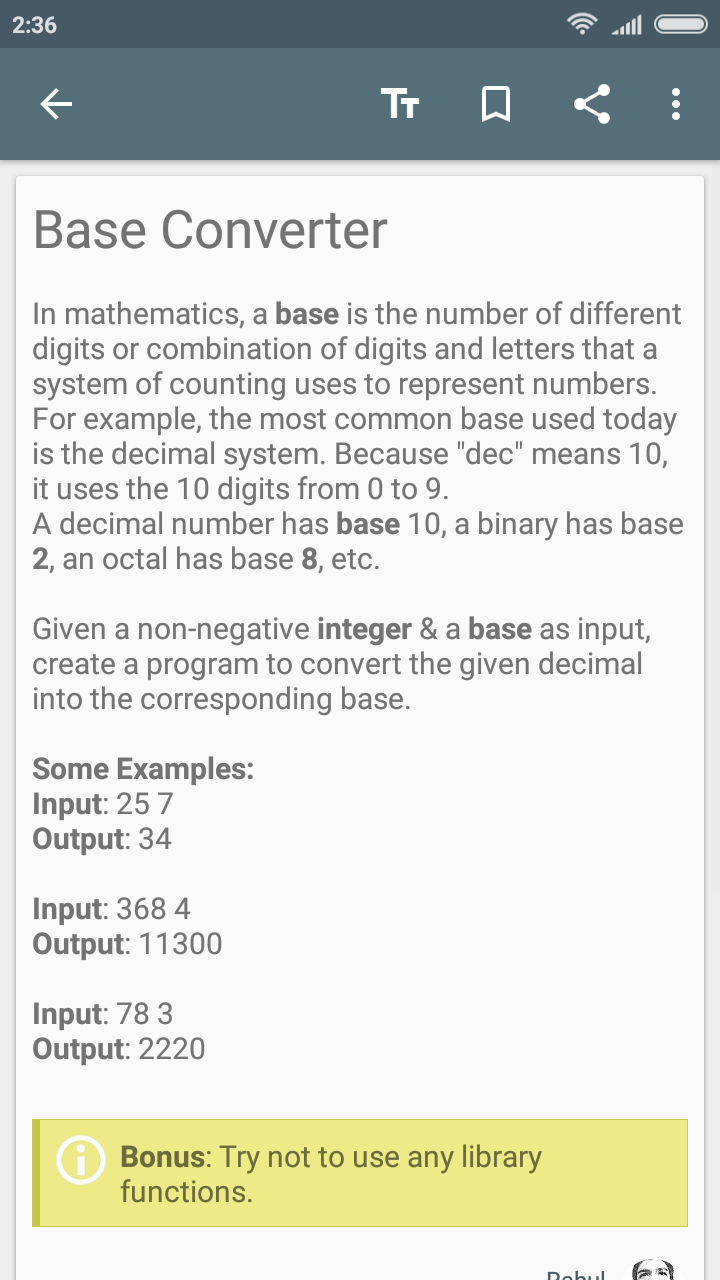 2:36
Tт
Base Converter
In mathematics, a base is the number of different
digits or combination of digits and letters that a
system of counting uses to represent numbers.
For example, the most common base used today
is the decimal system. Because "dec" means 10,
it uses the 10 digits from 0 to 9.
A decimal number has base 10, a binary has base
2, an octal has base 8, etc.
Given a non-negative integer & a base as input,
create a program to convert the given decimal
into the corresponding base.
Some Examples:
Input: 25 7
Output: 34
Input: 368 4
Output: 11300
Input: 78 3
Output: 2220
Bonus: Try not to use any library
functions.